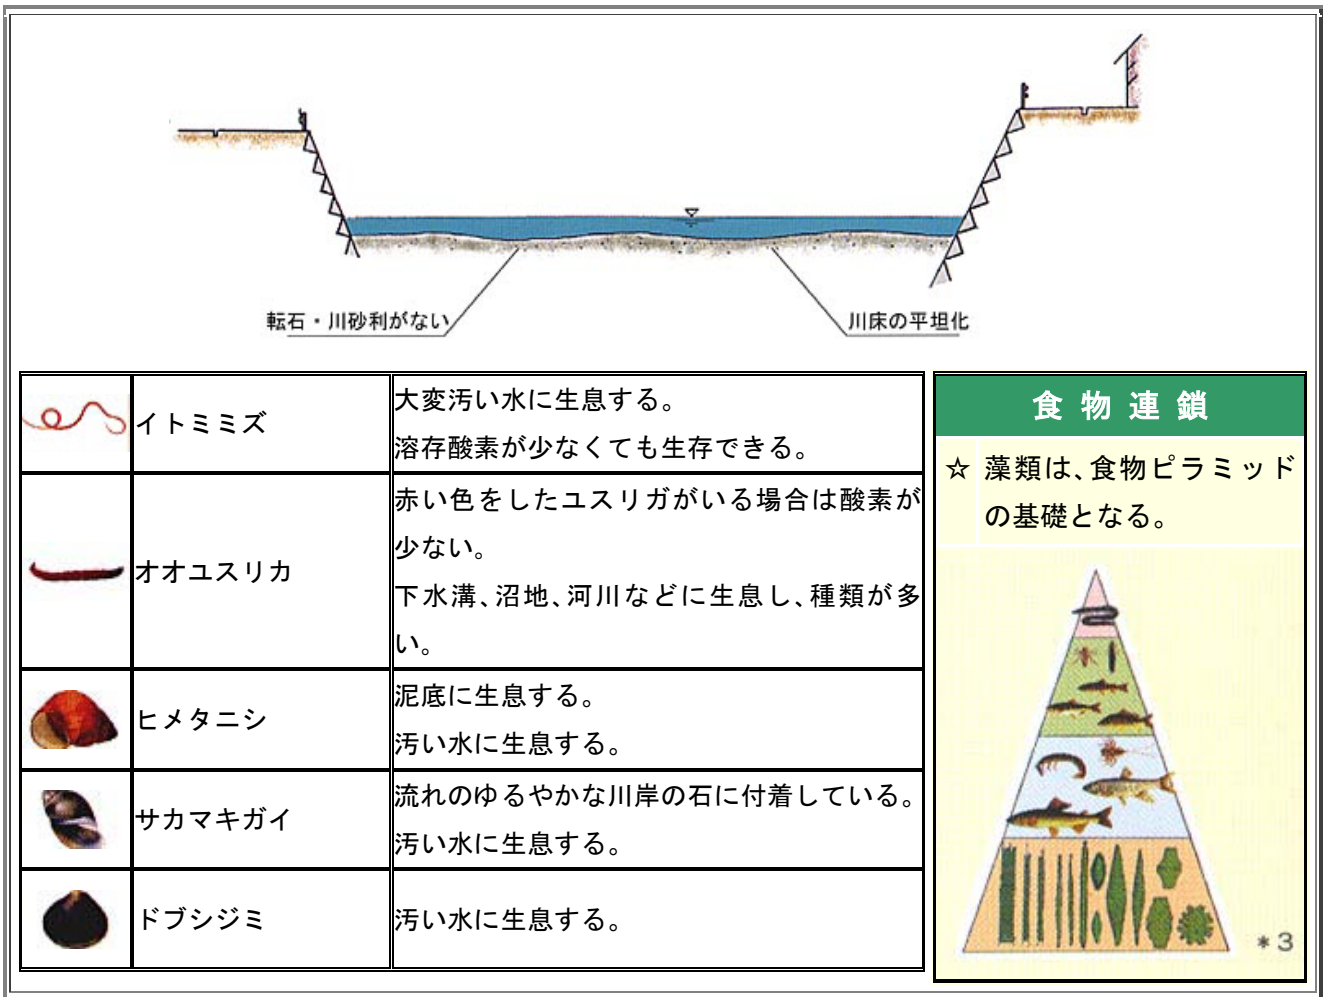 転石・川砂利がない
川床の平坦化
イトミミズ
大変汚い水に生息する。
溶存酸素が少なくても生存できる。
オオユスリカ
赤い色をしたユスリガがいる場合は酸素が
少ない。
下水溝、沼地、河川などに生息し、種類が多
い。
ヒメタニシ
泥底に生息する。
汚い水に生息する。
サカマキガイ
流れのゆるやかな川岸の石に付着している。
汚い水に生息する。
ドブシジミ
汚い水に生息する。
食物連鎖
☆ 藻類は、食物ピラミッド
の基礎となる。
*3